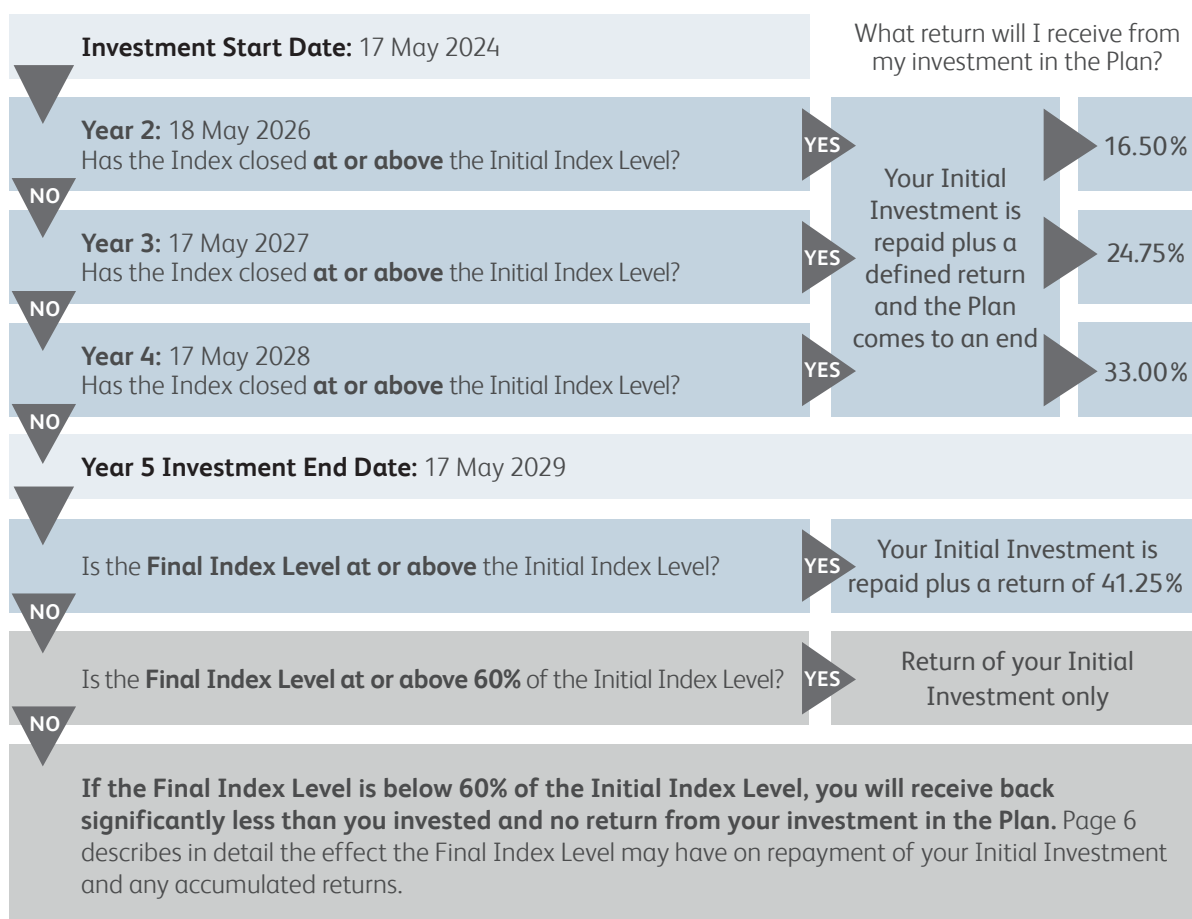 Investment Start Date: 17 May 2024
What return will I receive from
my investment in the Plan?
Year 2: 18 May 2026
Has the Index closed at or above the Initial Index Level?
YES
16.50%
NO
Year 3: 17 May 2027
Has the Index closed at or above the Initial Index Level?
YES
Your Initial
Investment is
repaid plus a
defined return
and the Plan
comes to an end
24.75%
NO
Year 4: 17 May 2028
Has the Index closed at or above the Initial Index Level?
YES
33.00%
NO
Year 5 Investment End Date: 17 May 2029
Is the Final Index Level at or above the Initial Index Level?
YES
Your Initial Investment is
repaid plus a return of 41.25%
NO
Is the Final Index Level at or above 60% of the Initial Index Level?
YES
Return of your Initial
Investment only
NO
If the Final Index Level is below 60% of the Initial Index Level, you will receive back
significantly less than you invested and no return from your investment in the Plan. Page 6
describes in detail the effect the Final Index Level may have on repayment of your Initial Investment
and any accumulated returns.